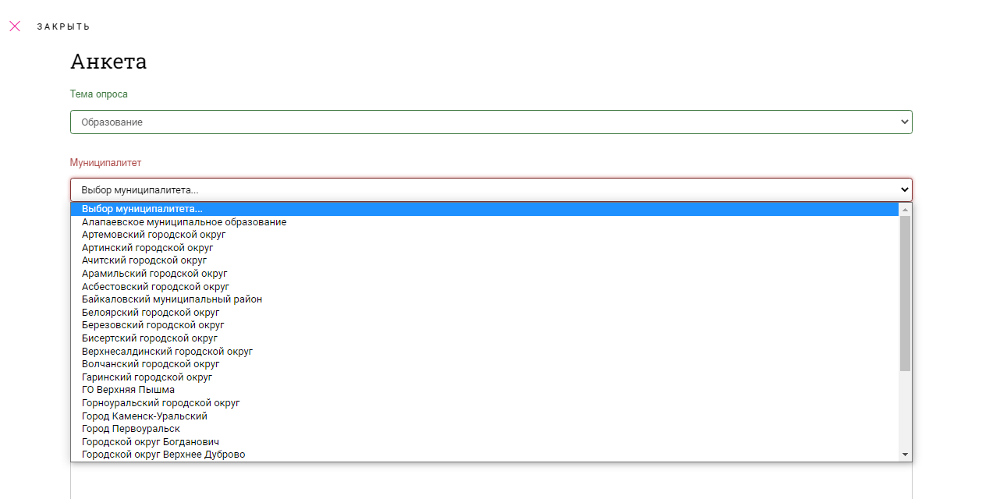 ЗАКРЫТЬ
Анкета
Тема опроса
Образование
Муниципалитет
Выбор муниципалитета...
Выбор муниципалитета...
Алапаевское муниципальное образование
Артемовский городской округ
Артинский городской округ
Ачитский городской округ
Арамильский городской округ
Асбестовский городской округ
Байкаловский муниципальный район
Белоярский городской округ
Березовский городской округ
Бисертский городской округ
Верхнесалдинский городской округ
Волчанский городской округ
Гаринский городской округ
ГО Верхняя Пышма
Горноуральский городской округ
Город Каменск-Уральский
Город Первоуральск
Городской округ Богданович
Городской округ Верхнее Дуброво